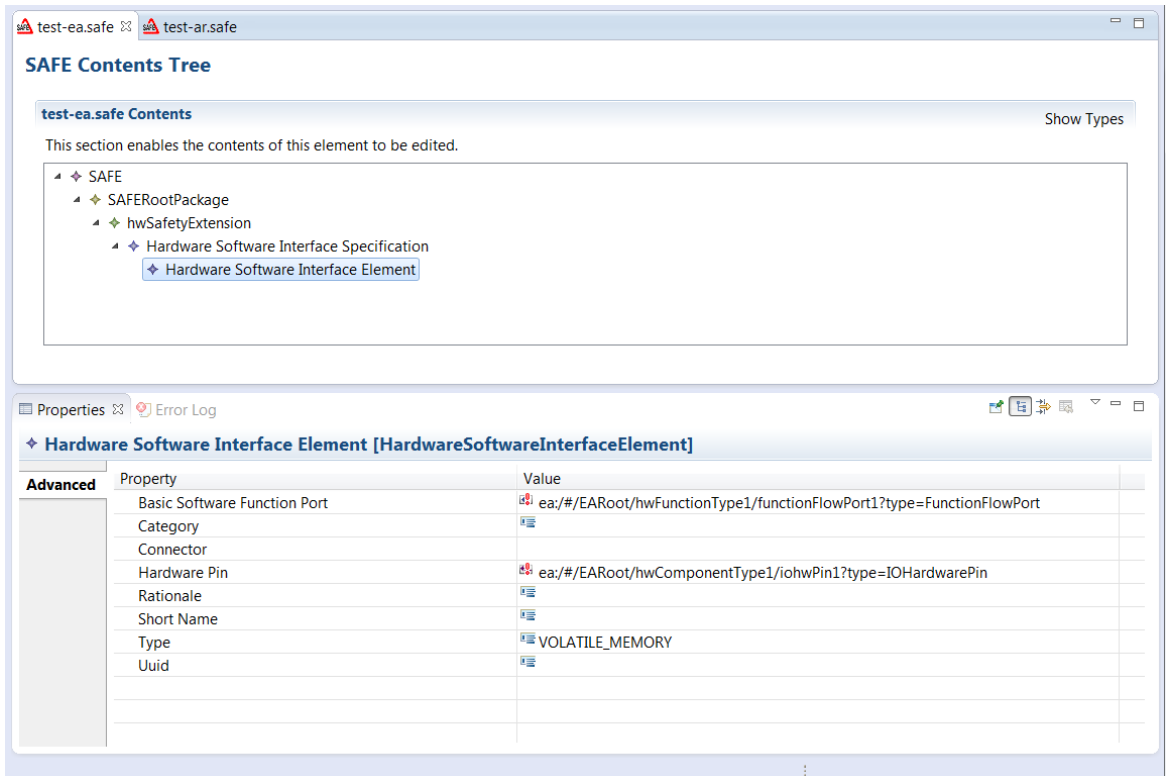 test-ea.safe test-ar.safe
SAFE Contents Tree
test-ea.safe Contents
Show Types
This section enables the contents of this element to be edited.
SAFE
SAFERootPackage
hwSafetyExtension
Hardware Software Interface Specification
Hardware Software Interface Element
Properties Error Log
Hardware Software Interface Element [HardwareSoftwareInterfaceElement]
Advanced
Property Value
Basic Software Function Port ea:/#/EARoot/hwFunctionType1/functionFlowPort1?type=FunctionFlowPort
Category
Connector
Hardware Pin ea:/#/EARoot/hwComponentType1/iohwPin1?type=IOHardwarePin
Rationale
Short Name
Type VOLATILE_MEMORY
Uuid